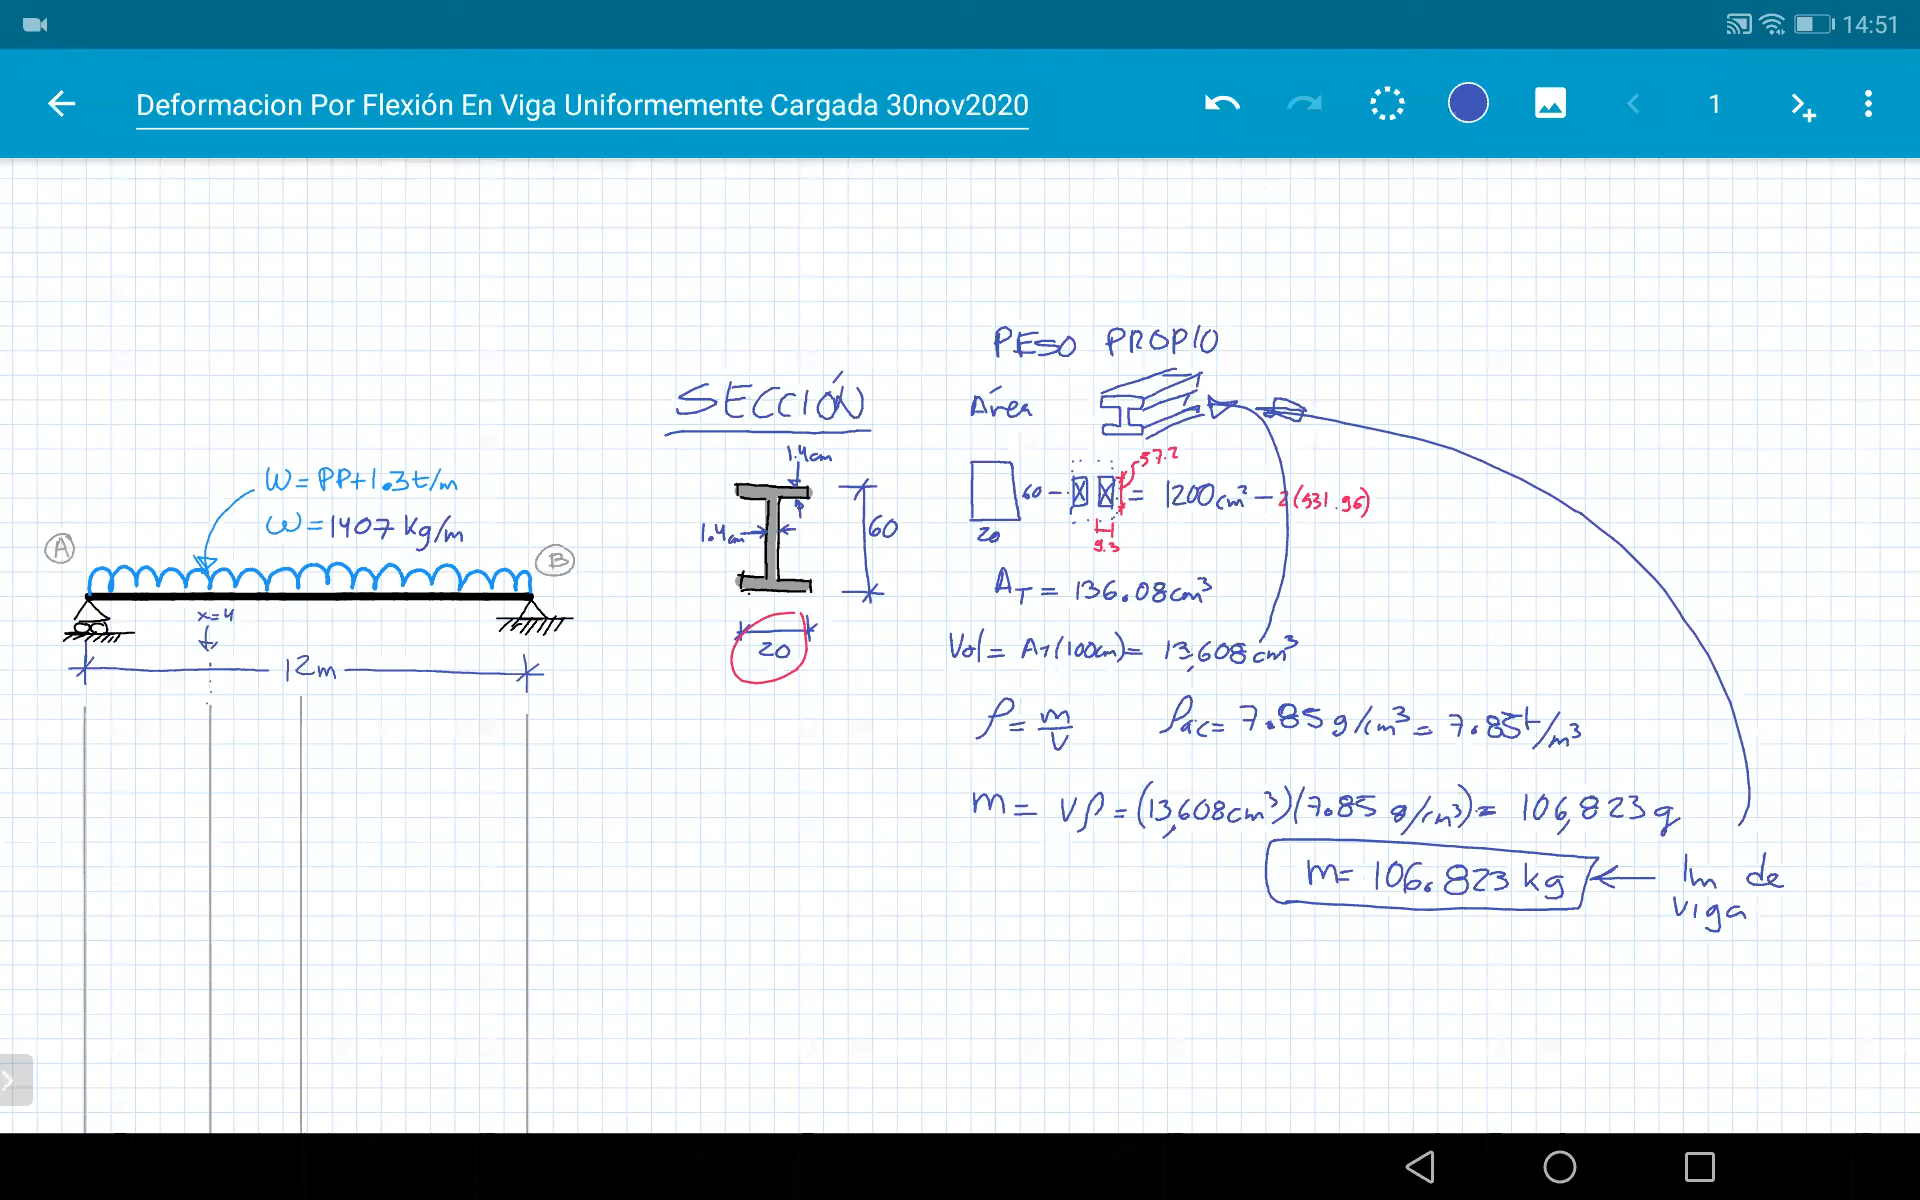 14:51
Deformacion Por Flexión En Viga Uniformemente Cargada 30nov2020
1
PESO PROPIO
SECCIÓN
Área
1.4cm
57.2
W=PP+1.3t/m
60 - = 1200cm² - 2(531.96)
ω=1407 kg/m
60
1.4cm
20
9.3
A
B
A_T = 136.08cm³
x=4
20
Vol = A_T(100cm) = 13,608 cm³
12m
ρ = m/V
ρac = 7.85 g/cm³ = 7.85t/m³
m = Vρ = (13,608cm³)(7.85 g/cm³) = 106,823 g
m= 106.823 kg ← 1m de viga